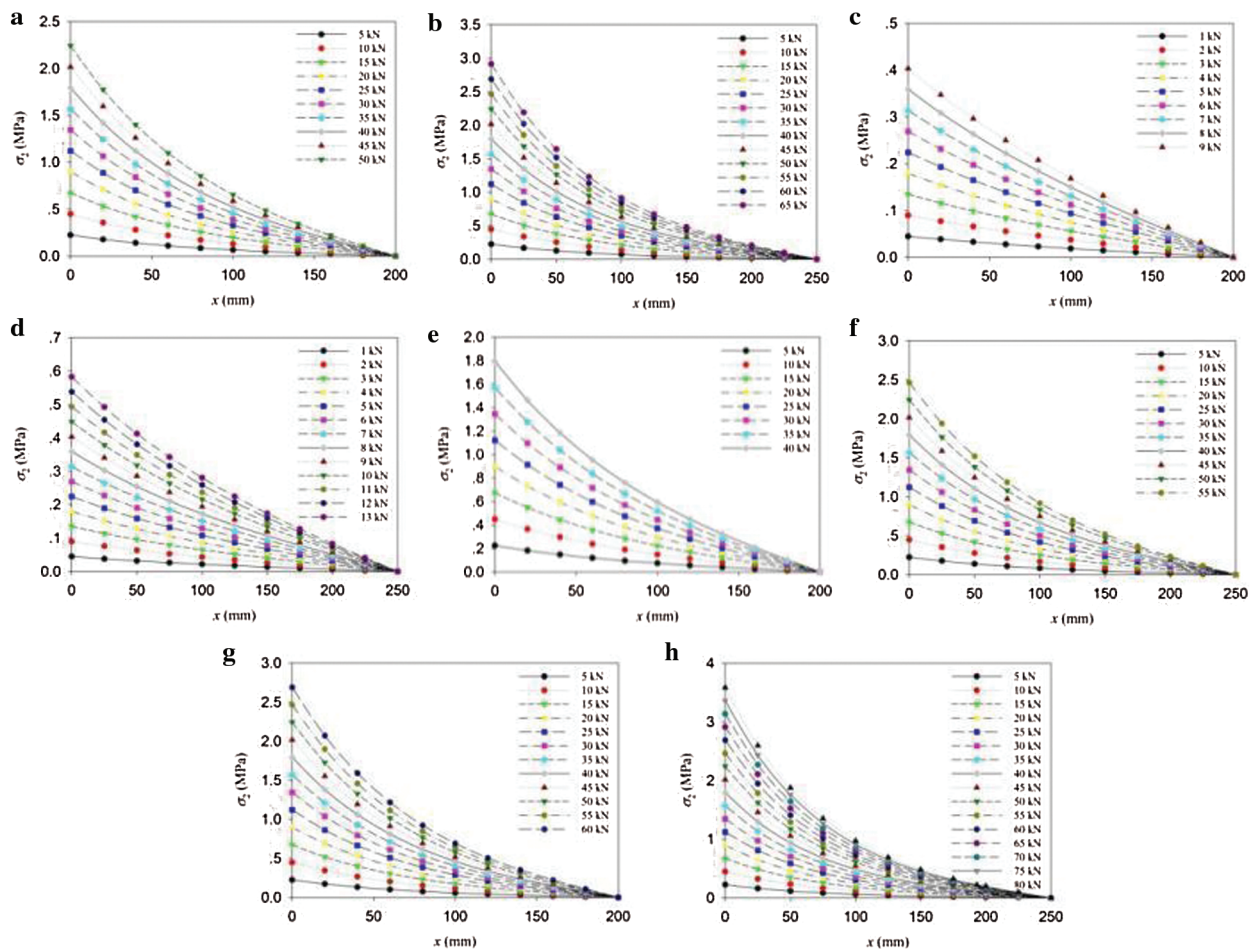 a
2.5
2.0
1.5
1.0
.5
0.0
σ2 (MPa)
0 50 100 150 200
x (mm)
5 kN
10 kN
15 kN
20 kN
25 kN
30 kN
35 kN
40 kN
45 kN
50 kN
b
3.5
3.0
2.5
2.0
1.5
1.0
.5
0.0
σ2 (MPa)
0 50 100 150 200 250
x (mm)
5 kN
10 kN
15 kN
20 kN
25 kN
30 kN
35 kN
40 kN
45 kN
50 kN
55 kN
60 kN
65 kN
c
.5
.4
.3
.2
.1
0.0
σ2 (MPa)
0 50 100 150 200
x (mm)
1 kN
2 kN
3 kN
4 kN
5 kN
6 kN
7 kN
8 kN
9 kN
d
.7
.6
.5
.4
.3
.2
.1
0.0
σ2 (MPa)
0 50 100 150 200 250
x (mm)
1 kN
2 kN
3 kN
4 kN
5 kN
6 kN
7 kN
8 kN
9 kN
10 kN
11 kN
12 kN
13 kN
e
2.0
1.8
1.6
1.4
1.2
1.0
.8
.6
.4
.2
0.0
σ2 (MPa)
0 50 100 150 200
x (mm)
5 kN
10 kN
15 kN
20 kN
25 kN
30 kN
35 kN
40 kN
f
3.0
2.5
2.0
1.5
1.0
.5
0.0
σ2 (MPa)
0 50 100 150 200 250
x (mm)
5 kN
10 kN
15 kN
20 kN
25 kN
30 kN
35 kN
40 kN
45 kN
50 kN
55 kN
g
3.0
2.5
2.0
1.5
1.0
.5
0.0
σ2 (MPa)
0 50 100 150 200
x (mm)
5 kN
10 kN
15 kN
20 kN
25 kN
30 kN
35 kN
40 kN
45 kN
50 kN
55 kN
60 kN
h
4
3
2
1
0
σ2 (MPa)
0 50 100 150 200 250
x (mm)
5 kN
10 kN
15 kN
20 kN
25 kN
30 kN
35 kN
40 kN
45 kN
50 kN
55 kN
60 kN
65 kN
70 kN
75 kN
80 kN